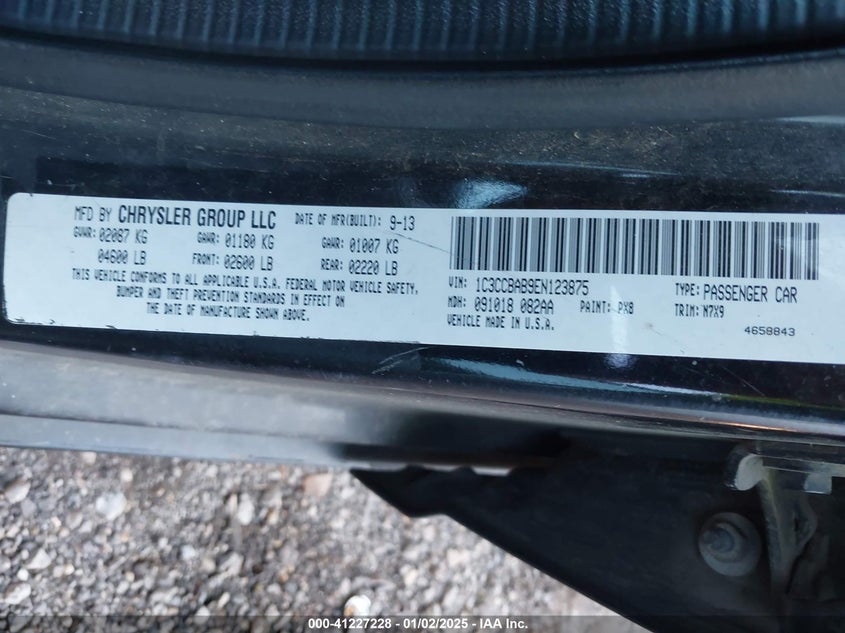 MFD BY CHRYSLER GROUP LLC DATE OF MFR(BUILT): 9-13
GVWR: 02087 KG GAWR: 01180 KG GAWR: 01007 KG
04600 LB FRONT: 02600 LB REAR: 02220 LB
THIS VEHICLE CONFORMS TO ALL APPLICABLE U.S.A. FEDERAL MOTOR VEHICLE SAFETY,
BUMPER AND THEFT PREVENTION STANDARDS IN EFFECT ON
THE DATE OF MANUFACTURE SHOWN ABOVE.
VIN: 1C3CCBAB9EN123875 TYPE: PASSENGER CAR
MDH: 091018 082AA PAINT: PX8 TRIM: N7X9
VEHICLE MADE IN U.S.A. 4658843
000-41227228 - 01/02/2025 - IAA Inc.